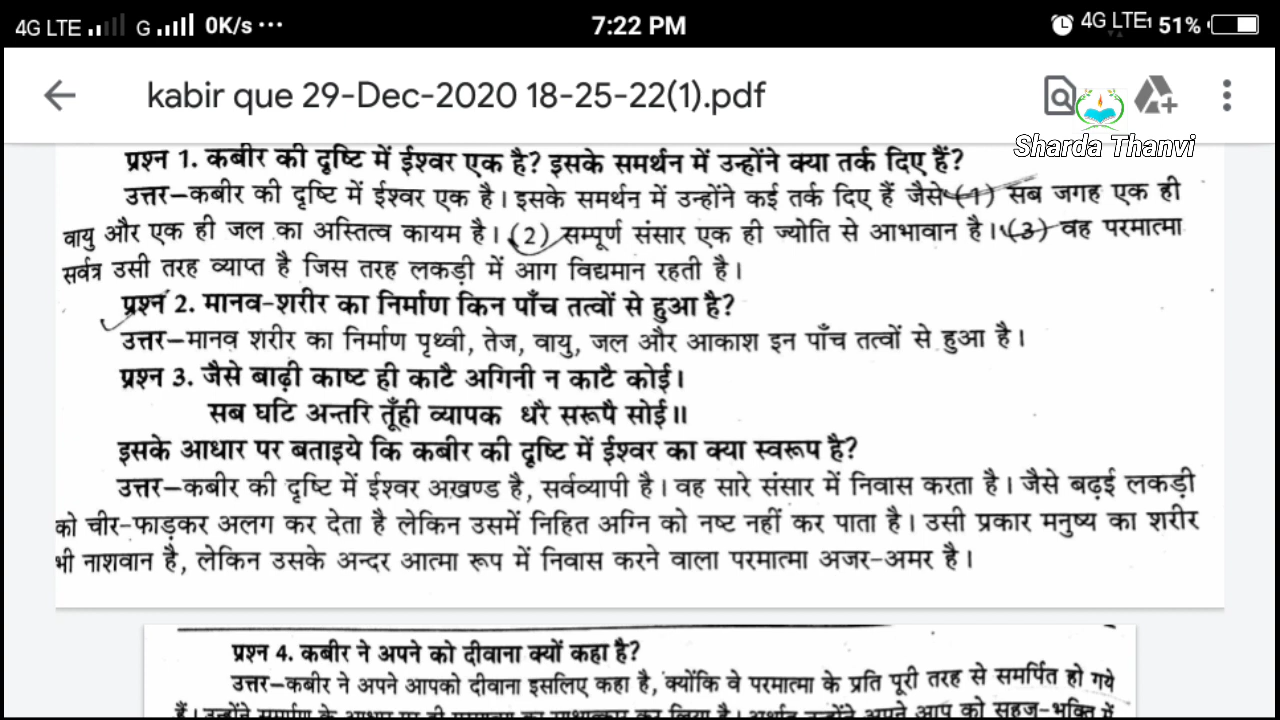 4G LTE G 0K/s ··· 7:22 PM 4G LTE 51%
kabir que 29-Dec-2020 18-25-22(1).pdf
Sharda Thanvi
प्रश्न 1. कबीर की दृष्टि में ईश्वर एक है? इसके समर्थन में उन्होंने क्या तर्क दिए हैं?
उत्तर–कबीर की दृष्टि में ईश्वर एक है। इसके समर्थन में उन्होंने कई तर्क दिए हैं जैसे (1) सब जगह एक ही
वायु और एक ही जल का अस्तित्व कायम है। (2) सम्पूर्ण संसार एक ही ज्योति से आभावान है। (3) वह परमात्मा
सर्वत्र उसी तरह व्याप्त है जिस तरह लकड़ी में आग विद्यमान रहती है।
प्रश्न 2. मानव-शरीर का निर्माण किन पाँच तत्वों से हुआ है?
उत्तर–मानव शरीर का निर्माण पृथ्वी, तेज, वायु, जल और आकाश इन पाँच तत्वों से हुआ है।
प्रश्न 3. जैसे बाढ़ी काष्ट ही काटै अगिनी न काटै कोई।
सब घटि अन्तरि तूँही व्यापक धरै सरूपै सोई॥
इसके आधार पर बताइये कि कबीर की दृष्टि में ईश्वर का क्या स्वरूप है?
उत्तर–कबीर की दृष्टि में ईश्वर अखण्ड है, सर्वव्यापी है। वह सारे संसार में निवास करता है। जैसे बढ़ई लकड़ी
को चीर-फाड़कर अलग कर देता है लेकिन उसमें निहित अग्नि को नष्ट नहीं कर पाता है। उसी प्रकार मनुष्य का शरीर
भी नाशवान है, लेकिन उसके अन्दर आत्मा रूप में निवास करने वाला परमात्मा अजर-अमर है।
प्रश्न 4. कबीर ने अपने को दीवाना क्यों कहा है?
उत्तर–कबीर ने अपने आपको दीवाना इसलिए कहा है, क्योंकि वे परमात्मा के प्रति पूरी तरह से समर्पित हो गये
हैं। उन्होंने अपने आप को सहज-भक्ति में